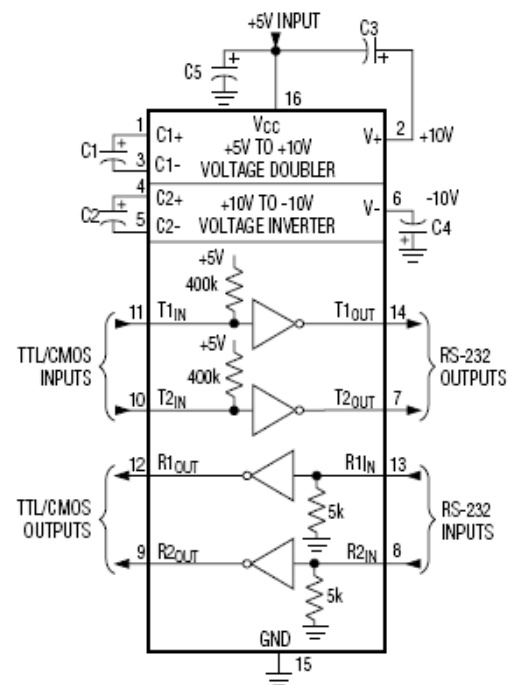 +5V INPUT
C3
+
C5
+
16
1
C1+
VCC
V+
2
+10V
C1
+
+5V TO +10V
VOLTAGE DOUBLER
3
C1-
4
C2+
C2
+
+10V TO -10V
VOLTAGE INVERTER
V-
6
-10V
5
C2-
C4
+
+5V
400k
11
T1IN
T1OUT
14
TTL/CMOS
INPUTS
+5V
400k
RS-232
OUTPUTS
10
T2IN
T2OUT
7
12
R1OUT
R1IN
13
TTL/CMOS
OUTPUTS
5k
RS-232
INPUTS
9
R2OUT
R2IN
8
5k
GND
15